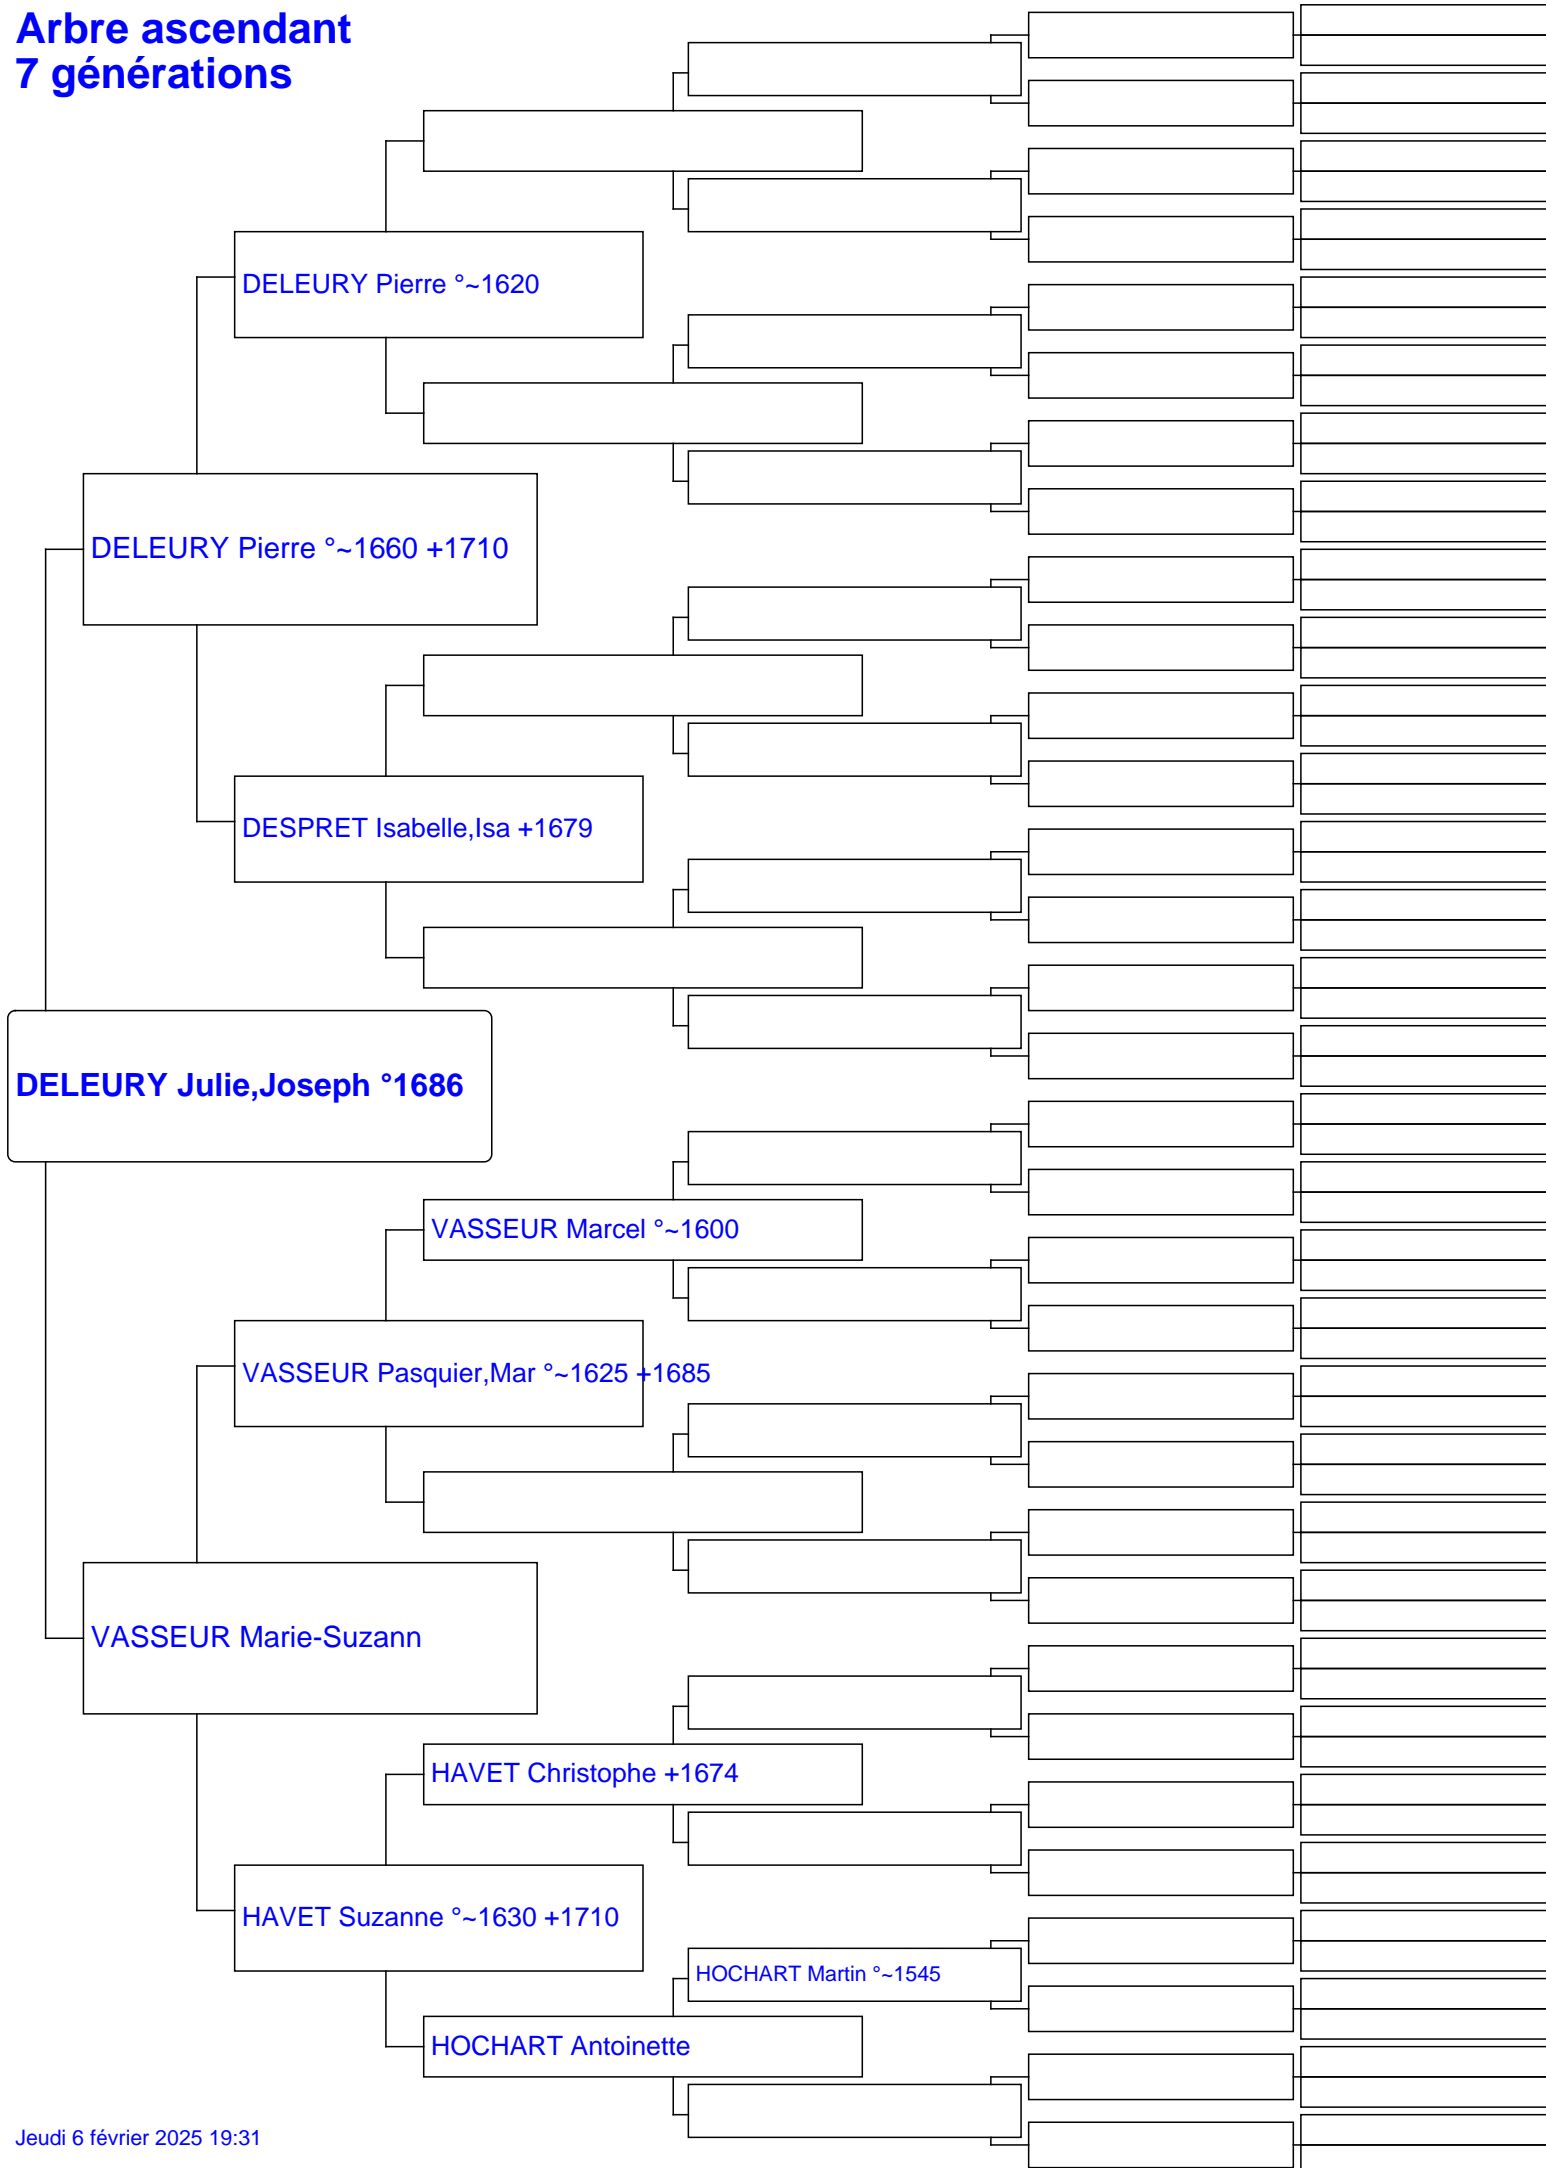 Arbre ascendant
7 générations
DELEURY Pierre °~1620
DELEURY Pierre °~1660 +1710
DESPRET Isabelle,Isa +1679
DELEURY Julie,Joseph °1686
VASSEUR Marcel °~1600
VASSEUR Pasquier,Mar °~1625 +1685
VASSEUR Marie-Suzann
HAVET Christophe +1674
HAVET Suzanne °~1630 +1710
HOCHART Martin °~1545
HOCHART Antoinette
Jeudi 6 février 2025 19:31